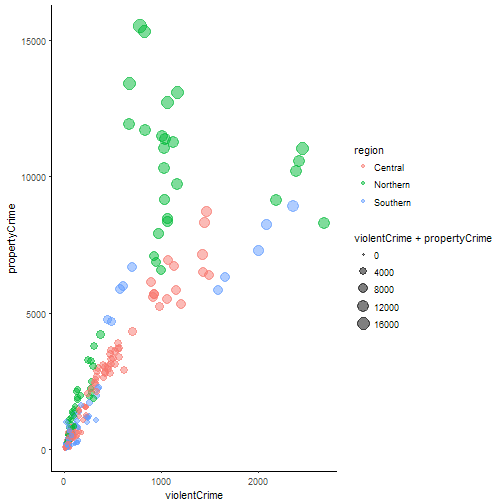 15000
10000
5000
0
propertyCrime
0
1000
2000
violentCrime
region
Central
Northern
Southern
violentCrime + propertyCrime
0
4000
8000
12000
16000